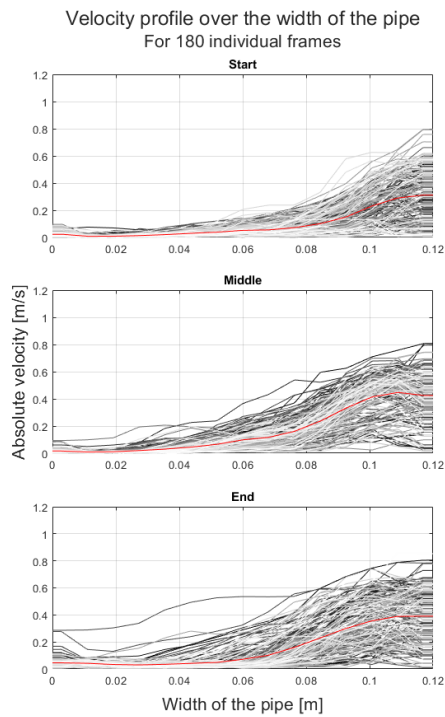 Velocity profile over the width of the pipe
For 180 individual frames
Start
1.2
1
0.8
0.6
0.4
0.2
0
0 0.02 0.04 0.06 0.08 0.1 0.12
Middle
1.2
1
0.8
0.6
0.4
0.2
0
0 0.02 0.04 0.06 0.08 0.1 0.12
Absolute velocity [m/s]
End
1.2
1
0.8
0.6
0.4
0.2
0
0 0.02 0.04 0.06 0.08 0.1 0.12
Width of the pipe [m]